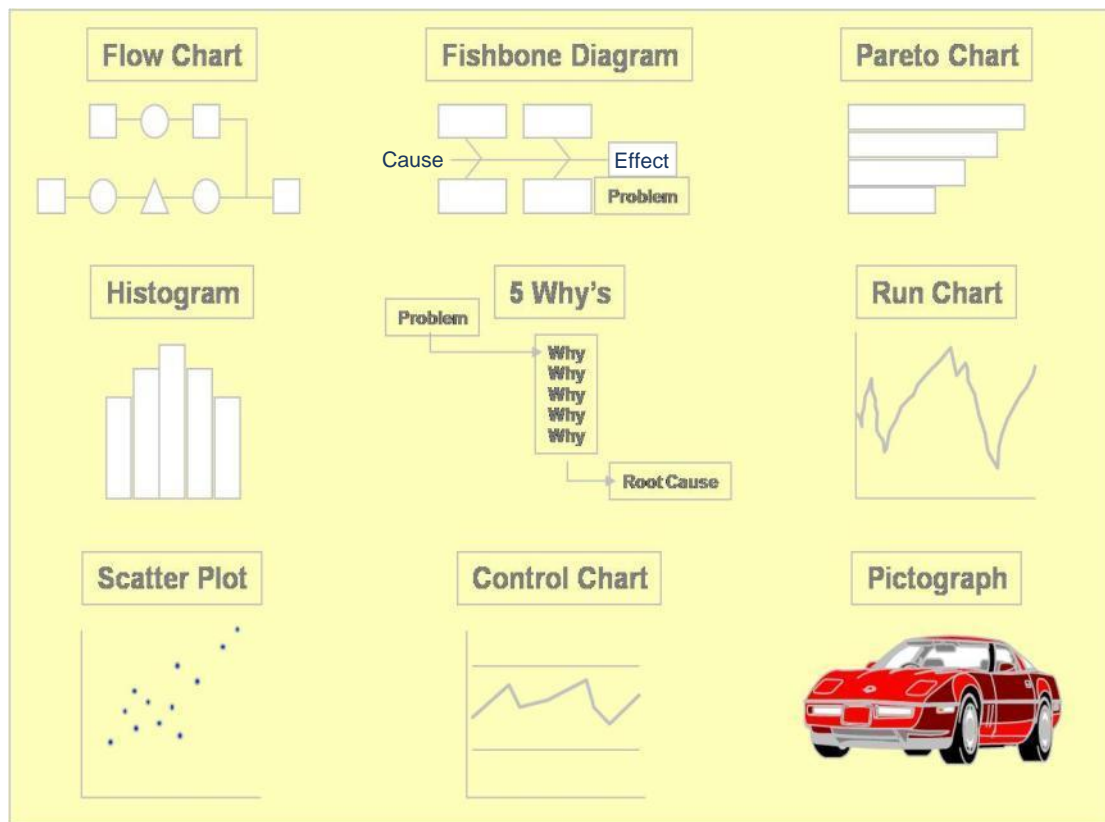 Flow Chart
Fishbone Diagram
Pareto Chart
Cause
Effect
Problem
Histogram
5 Why's
Run Chart
Problem
Why
Why
Why
Why
Why
Root Cause
Scatter Plot
Control Chart
Pictograph